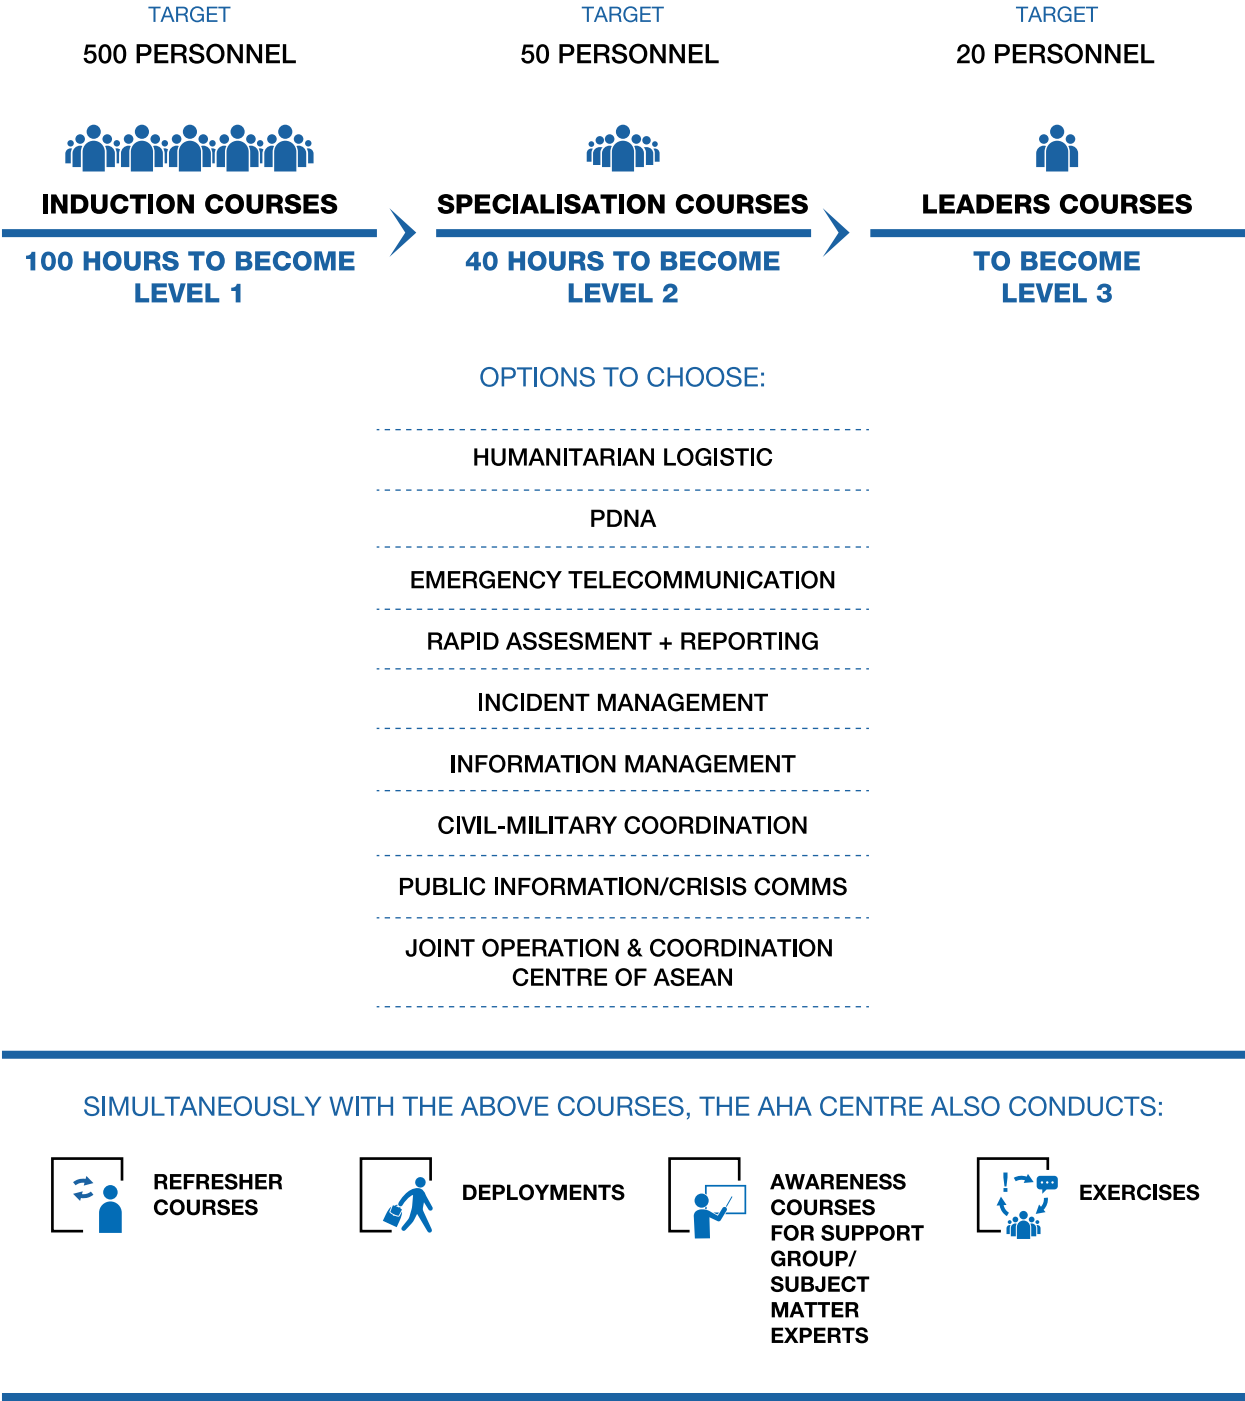 TARGET
500 PERSONNEL
INDUCTION COURSES
100 HOURS TO BECOME
LEVEL 1
TARGET
50 PERSONNEL
SPECIALISATION COURSES
40 HOURS TO BECOME
LEVEL 2
TARGET
20 PERSONNEL
LEADERS COURSES
TO BECOME
LEVEL 3
OPTIONS TO CHOOSE:
HUMANITARIAN LOGISTIC
PDNA
EMERGENCY TELECOMMUNICATION
RAPID ASSESMENT + REPORTING
INCIDENT MANAGEMENT
INFORMATION MANAGEMENT
CIVIL-MILITARY COORDINATION
PUBLIC INFORMATION/CRISIS COMMS
JOINT OPERATION & COORDINATION
CENTRE OF ASEAN
SIMULTANEOUSLY WITH THE ABOVE COURSES, THE AHA CENTRE ALSO CONDUCTS:
REFRESHER
COURSES
DEPLOYMENTS
AWARENESS
COURSES
FOR SUPPORT
GROUP/
SUBJECT
MATTER
EXPERTS
EXERCISES